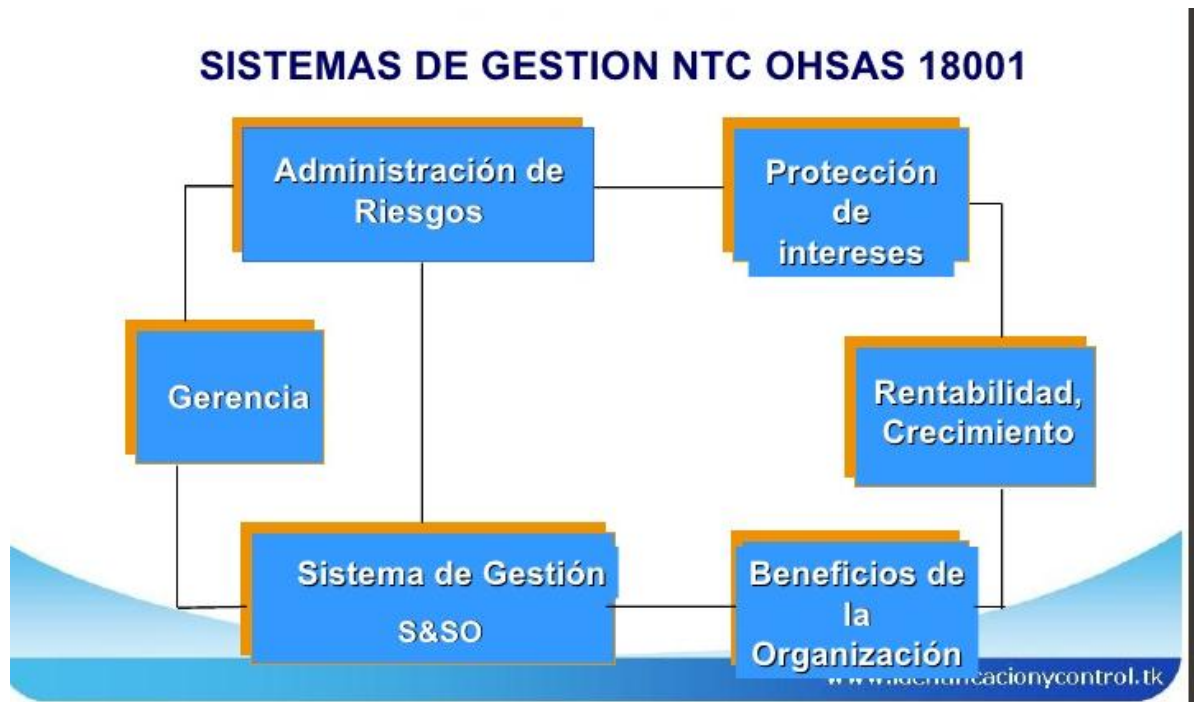 SISTEMAS DE GESTION NTC OHSAS 18001
Administración de
Riesgos
Protección
de
intereses
Gerencia
Rentabilidad,
Crecimiento
Sistema de Gestión
S&SO
Beneficios de
la
Organización